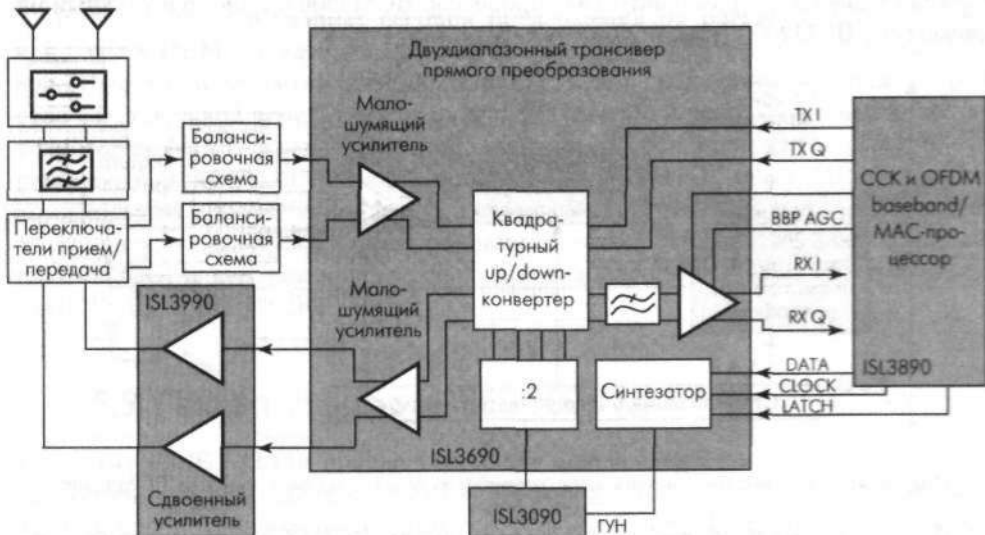 Двухдиапазонный трансивер
прямого преобразования
Мало-
шумящий
усилитель
TX I
TX Q
Баланси-
ровочная
схема
ССК и OFDM
baseband/
MAC-про-
цессор
Квадра-
турный
up/down-
конвертер
BBP AGC
Баланси-
ровочная
схема
Переключа-
тели прием/
передача
RX I
ISL3990
Мало-
шумящий
усилитель
RX Q
DATA
ISL3890
:2
Синтезатор
CLOCK
LATCH
ISL3690
Сдвоенный
усилитель
ISL3090
ГУН